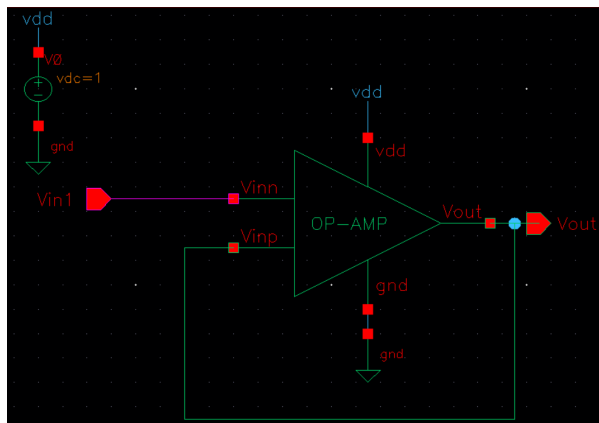 vdd
V0
vdc=1
gnd
vdd
vdd
Vin1
Vinn
OP-AMP
Vout
Vout
Vinp
gnd
gnd